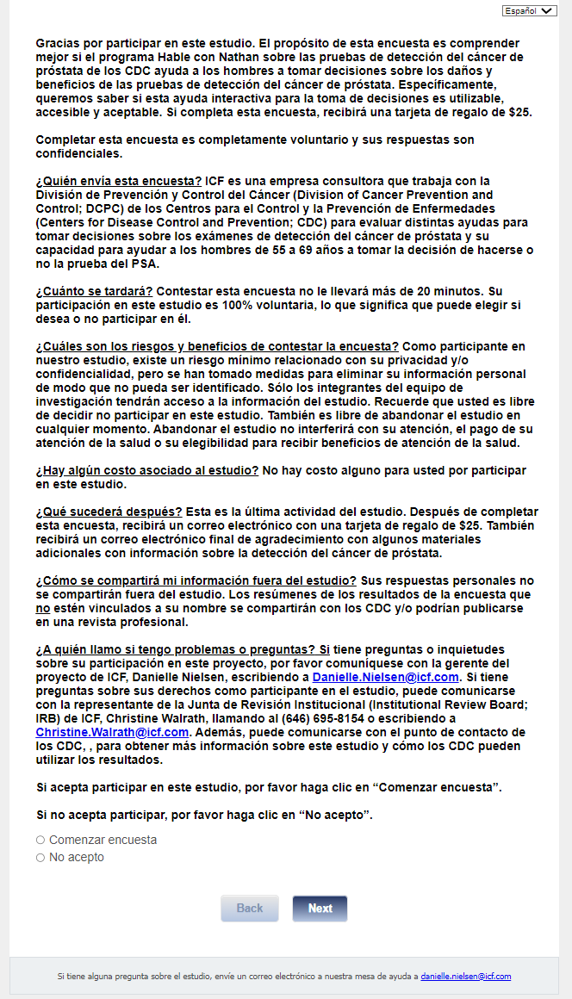 Español
Gracias por participar en este estudio. El propósito de esta encuesta es comprender
mejor si el programa Hable con Nathan sobre las pruebas de detección del cáncer de
próstata de los CDC ayuda a los hombres a tomar decisiones sobre los daños y
beneficios de las pruebas de detección del cáncer de próstata. Específicamente,
queremos saber si esta ayuda interactiva para la toma de decisiones es utilizable,
accesible y aceptable. Si completa esta encuesta, recibirá una tarjeta de regalo de $25.
Completar esta encuesta es completamente voluntario y sus respuestas son
confidenciales.
¿Quién envía esta encuesta? ICF es una empresa consultora que trabaja con la
División de Prevención y Control del Cáncer (Division of Cancer Prevention and
Control; DCPC) de los Centros para el Control y la Prevención de Enfermedades
(Centers for Disease Control and Prevention; CDC) para evaluar distintas ayudas para
tomar decisiones sobre los exámenes de detección del cáncer de próstata y su
capacidad para ayudar a los hombres de 55 a 69 años a tomar la decisión de hacerse o
no la prueba del PSA.
¿Cuánto se tardará? Contestar esta encuesta no le llevará más de 20 minutos. Su
participación en este estudio es 100% voluntaria, lo que significa que puede elegir si
desea o no participar en él.
¿Cuáles son los riesgos y beneficios de contestar la encuesta? Como participante en
nuestro estudio, existe un riesgo mínimo relacionado con su privacidad y/o
confidencialidad, pero se han tomado medidas para eliminar su información personal
de modo que no pueda ser identificado. Sólo los integrantes del equipo de
investigación tendrán acceso a la información del estudio. Recuerde que usted es libre
de decidir no participar en este estudio. También es libre de abandonar el estudio en
cualquier momento. Abandonar el estudio no interferirá con su atención, el pago de su
atención de la salud o su elegibilidad para recibir beneficios de atención de la salud.
¿Hay algún costo asociado al estudio? No hay costo alguno para usted por participar
en este estudio.
¿Qué sucederá después? Esta es la última actividad del estudio. Después de completar
esta encuesta, recibirá un correo electrónico con una tarjeta de regalo de $25. También
recibirá un correo electrónico final de agradecimiento con algunos materiales
adicionales con información sobre la detección del cáncer de próstata.
¿Cómo se compartirá mi información fuera del estudio? Sus respuestas personales no
se compartirán fuera del estudio. Los resúmenes de los resultados de la encuesta que
no estén vinculados a su nombre se compartirán con los CDC y/o podrían publicarse
en una revista profesional.
¿A quién llamo si tengo problemas o preguntas? Si tiene preguntas o inquietudes
sobre su participación en este proyecto, por favor comuníquese con la gerente del
proyecto de ICF, Danielle Nielsen, escribiendo a Danielle.Nielsen@icf.com. Si tiene
preguntas sobre sus derechos como participante en el estudio, puede comunicarse
con la representante de la Junta de Revisión Institucional (Institutional Review Board;
IRB) de ICF, Christine Walrath, llamando al (646) 695-8154 o escribiendo a
Christine.Walrath@icf.com. Además, puede comunicarse con el punto de contacto de
los CDC, , para obtener más información sobre este estudio y cómo los CDC pueden
utilizar los resultados.
Si acepta participar en este estudio, por favor haga clic en “Comenzar encuesta”.
Si no acepta participar, por favor haga clic en “No acepto”.
Comenzar encuesta
No acepto
Back Next
Si tiene alguna pregunta sobre el estudio, envíe un correo electrónico a nuestra mesa de ayuda a danielle.nielsen@icf.com